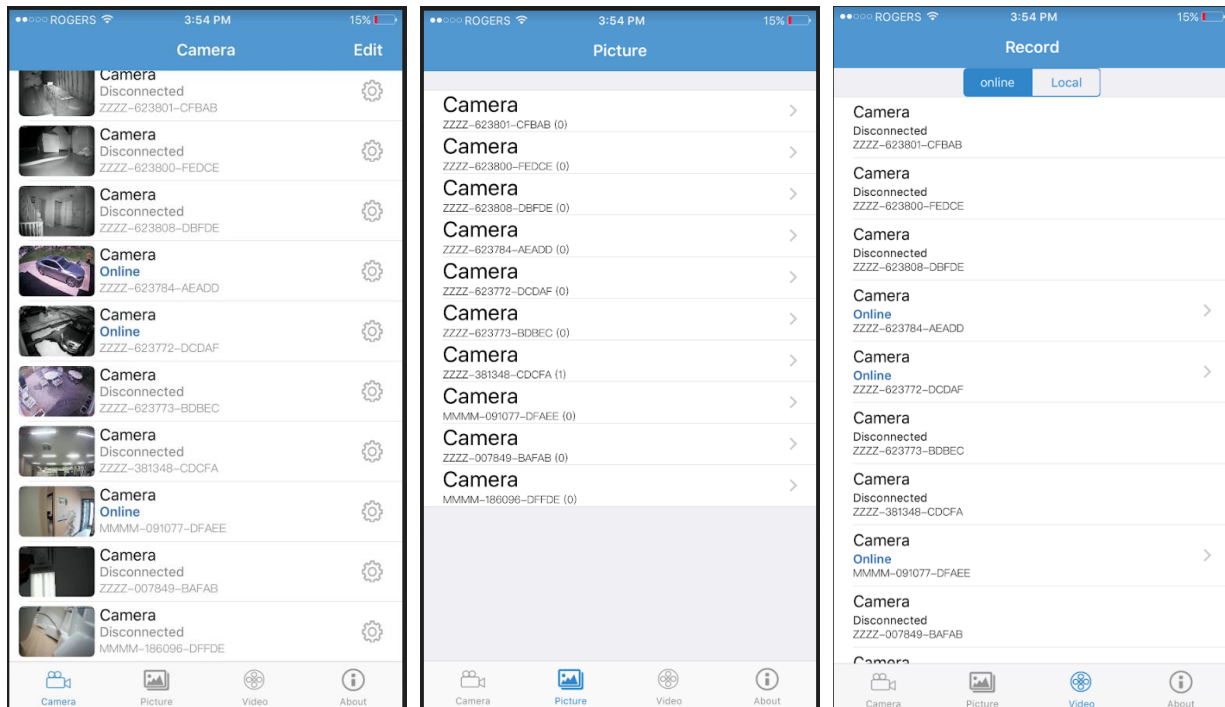 ROGERS 3:54 PM 15%
Camera Edit
Camera
Disconnected
ZZZZ-623801-CFBAB
Camera
Disconnected
ZZZZ-623800-FEDCE
Camera
Disconnected
ZZZZ-623808-DBFDE
Camera
Online
ZZZZ-623784-AEADD
Camera
Online
ZZZZ-623772-DCDAF
Camera
Disconnected
ZZZZ-623773-BDBEC
Camera
Disconnected
ZZZZ-381348-CDCFA
Camera
Online
MMMM-091077-DFAEE
Camera
Disconnected
ZZZZ-007849-BAFAB
Camera
Disconnected
MMMM-186096-DFFDE
Camera Picture Video About
ROGERS 3:54 PM 15%
Picture
Camera
ZZZZ-623801-CFBAB (0)
Camera
ZZZZ-623800-FEDCE (0)
Camera
ZZZZ-623808-DBFDE (0)
Camera
ZZZZ-623784-AEADD (0)
Camera
ZZZZ-623772-DCDAF (0)
Camera
ZZZZ-623773-BDBEC (0)
Camera
ZZZZ-381348-CDCFA (1)
Camera
MMMM-091077-DFAEE (0)
Camera
ZZZZ-007849-BAFAB (0)
Camera
MMMM-186096-DFFDE (0)
Camera Picture Video About
ROGERS 3:54 PM 15%
Record
online Local
Camera
Disconnected
ZZZZ-623801-CFBAB
Camera
Disconnected
ZZZZ-623800-FEDCE
Camera
Disconnected
ZZZZ-623808-DBFDE
Camera
Online
ZZZZ-623784-AEADD
Camera
Online
ZZZZ-623772-DCDAF
Camera
Disconnected
ZZZZ-623773-BDBEC
Camera
Disconnected
ZZZZ-381348-CDCFA
Camera
Online
MMMM-091077-DFAEE
Camera
Disconnected
ZZZZ-007849-BAFAB
Camera
Camera Picture Video About